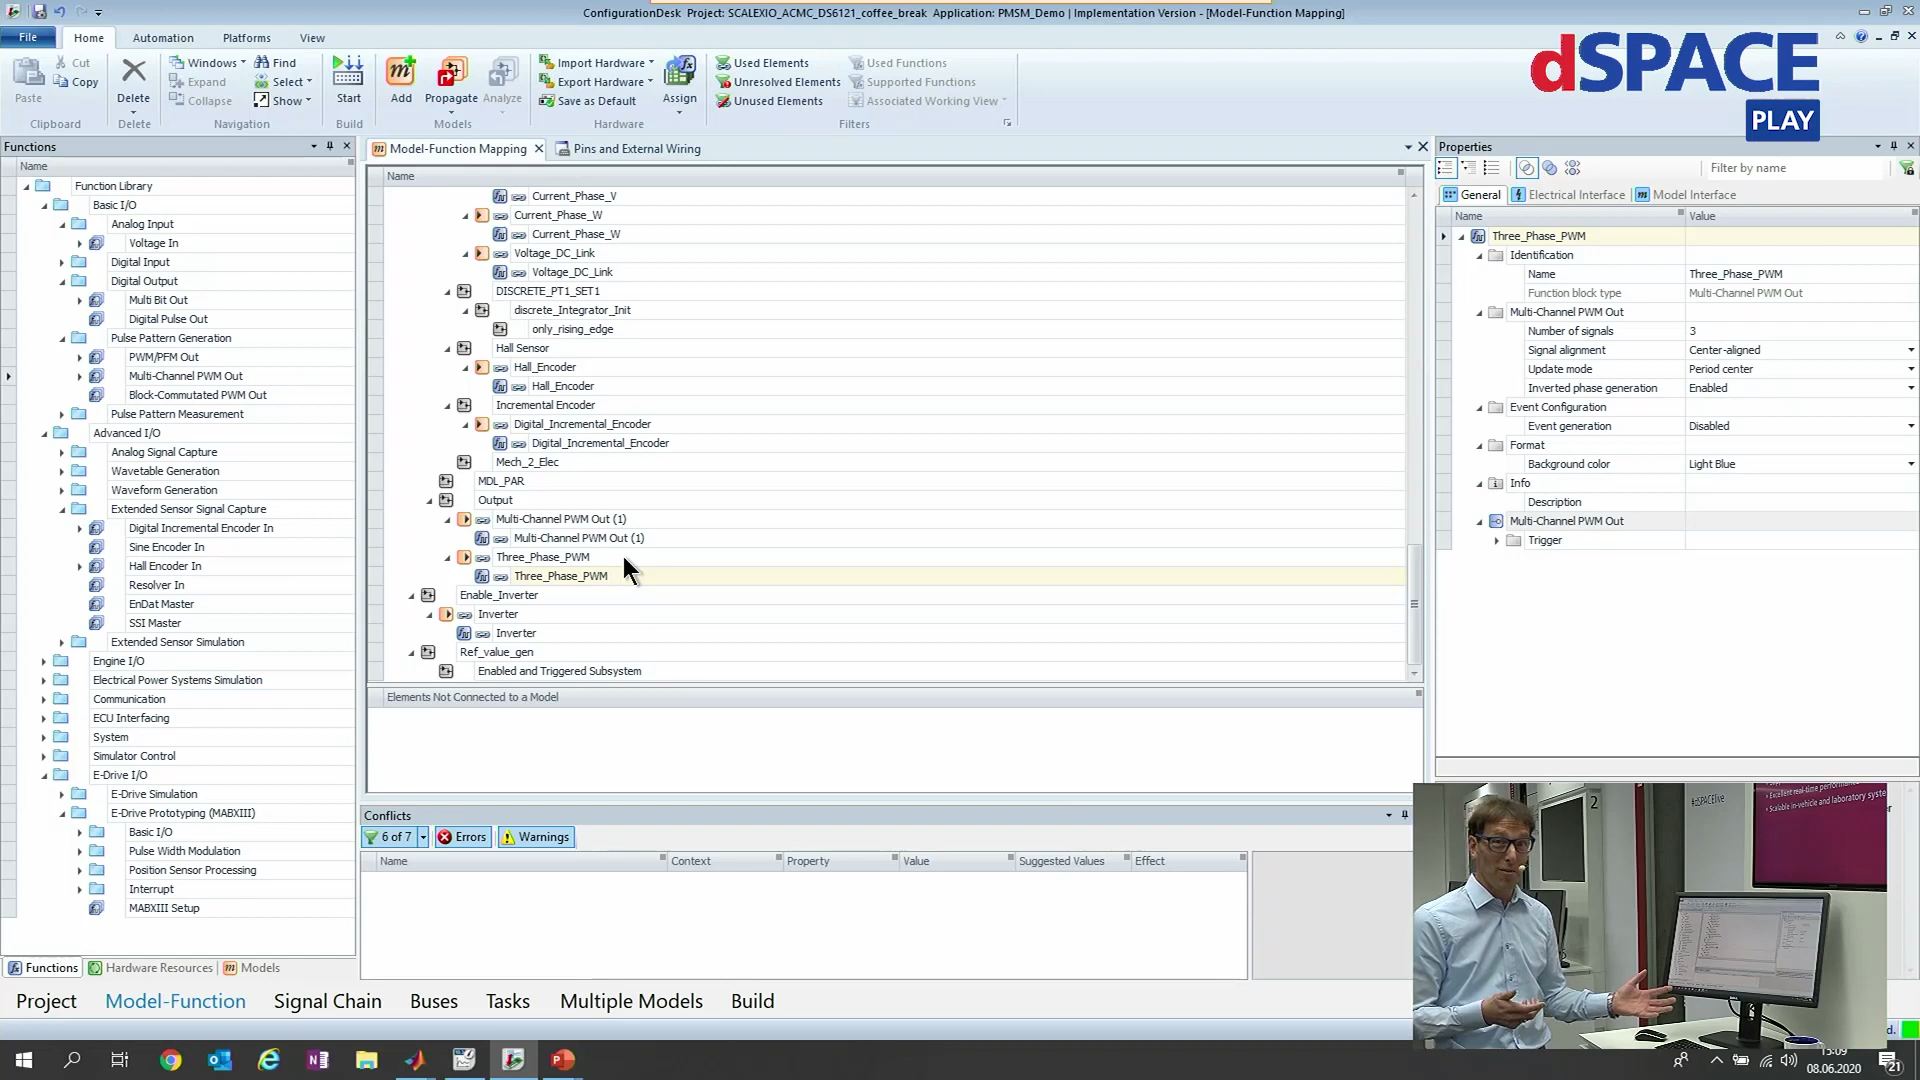 ConfigurationDesk Project: SCALEXIO_ACMC_DS6121_coffee_break Application: PMSM_Demo | Implementation Version - [Model-Function Mapping]
File Home Automation Platforms View
Paste Cut Copy Delete Windows Expand Collapse Find Select Show Start Add Propagate Analyze Import Hardware Export Hardware Save as Default Assign Used Elements Unresolved Elements Unused Elements Used Functions Supported Functions Associated Working View
Clipboard Delete Navigation Build Models Hardware Filters
dSPACE
PLAY
Functions
Name
Function Library
Basic I/O
Analog Input
Voltage In
Digital Input
Digital Output
Multi Bit Out
Digital Pulse Out
Pulse Pattern Generation
PWM/PFM Out
Multi-Channel PWM Out
Block-Commutated PWM Out
Pulse Pattern Measurement
Advanced I/O
Analog Signal Capture
Wavetable Generation
Waveform Generation
Extended Sensor Signal Capture
Digital Incremental Encoder In
Sine Encoder In
Hall Encoder In
Resolver In
EnDat Master
SSI Master
Extended Sensor Simulation
Engine I/O
Electrical Power Systems Simulation
Communication
ECU Interfacing
System
Simulator Control
E-Drive I/O
E-Drive Simulation
E-Drive Prototyping (MABXIII)
Basic I/O
Pulse Width Modulation
Position Sensor Processing
Interrupt
MABXIII Setup
Functions Hardware Resources Models
Model-Function Mapping Pins and External Wiring
Name
Current_Phase_V
Current_Phase_W
Current_Phase_W
Voltage_DC_Link
Voltage_DC_Link
DISCRETE_PT1_SET1
discrete_Integrator_Init
only_rising_edge
Hall Sensor
Hall_Encoder
Hall_Encoder
Incremental Encoder
Digital_Incremental_Encoder
Digital_Incremental_Encoder
Mech_2_Elec
MDL_PAR
Output
Multi-Channel PWM Out (1)
Multi-Channel PWM Out (1)
Three_Phase_PWM
Three_Phase_PWM
Enable_Inverter
Inverter
Inverter
Ref_value_gen
Enabled and Triggered Subsystem
Elements Not Connected to a Model
Conflicts
6 of 7 Errors Warnings
Name Context Property Value Suggested Values Effect
Properties
Filter by name
General Electrical Interface Model Interface
Name Value
Three_Phase_PWM
Identification
Name Three_Phase_PWM
Function block type Multi-Channel PWM Out
Multi-Channel PWM Out
Number of signals 3
Signal alignment Center-aligned
Update mode Period center
Inverted phase generation Enabled
Event Configuration
Event generation Disabled
Format
Background color Light Blue
Info
Description
Multi-Channel PWM Out
Trigger
#dSPACElive
2
• Excellent real-time performance
• Scalable in-vehicle and laboratory syste
Project Model-Function Signal Chain Buses Tasks Multiple Models Build
15:09
08.06.2020
21